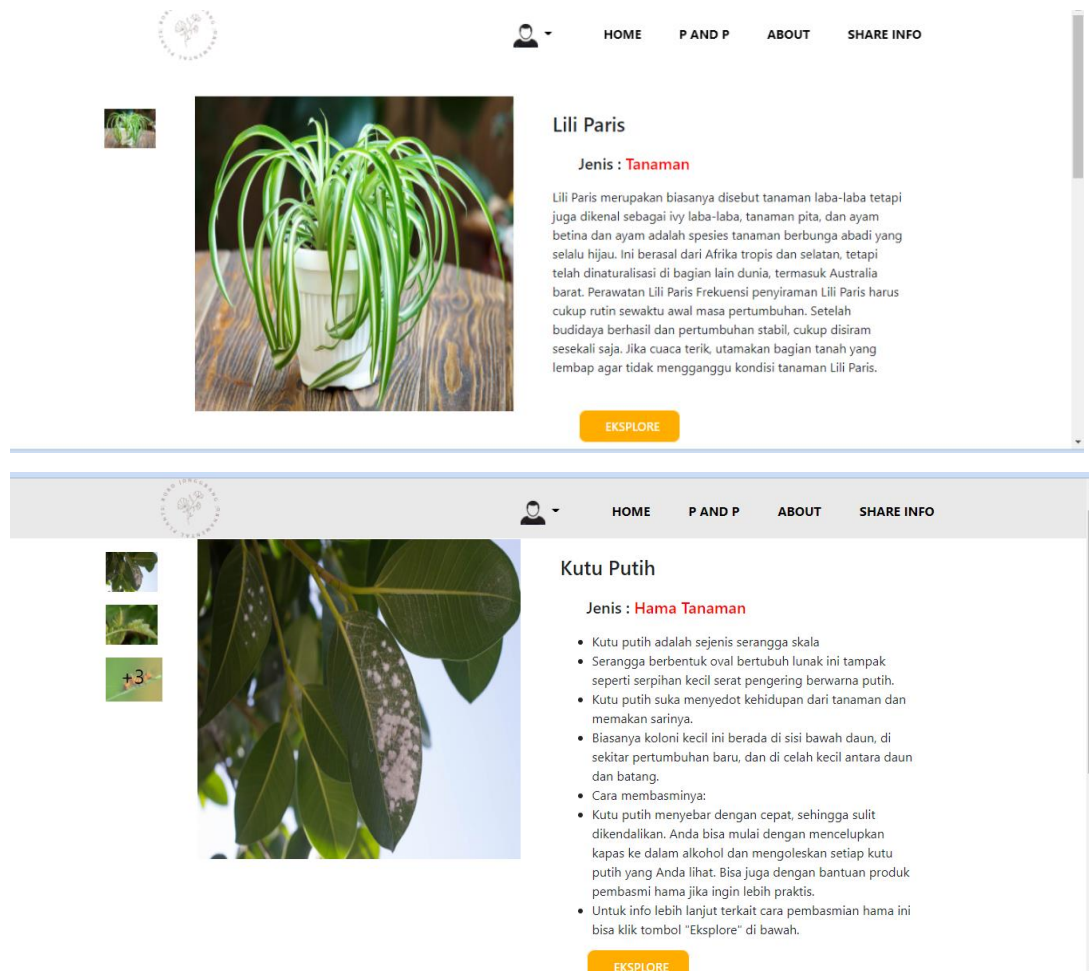 HOME P AND P ABOUT SHARE INFO
Lili Paris
Jenis : Tanaman
Lili Paris merupakan biasanya disebut tanaman laba-laba tetapi
juga dikenal sebagai ivy laba-laba, tanaman pita, dan ayam
betina dan ayam adalah spesies tanaman berbunga abadi yang
selalu hijau. Ini berasal dari Afrika tropis dan selatan, tetapi
telah dinaturalisasi di bagian lain dunia, termasuk Australia
barat. Perawatan Lili Paris Frekuensi penyiraman Lili Paris harus
cukup rutin sewaktu awal masa pertumbuhan. Setelah
budidaya berhasil dan pertumbuhan stabil, cukup disiram
sesekali saja. Jika cuaca terik, utamakan bagian tanah yang
lembap agar tidak mengganggu kondisi tanaman Lili Paris.
EKSPLORE
HOME P AND P ABOUT SHARE INFO
+3
Kutu Putih
Jenis : Hama Tanaman
• Kutu putih adalah sejenis serangga skala
• Serangga berbentuk oval bertubuh lunak ini tampak
seperti serpihan kecil serat pengering berwarna putih.
• Kutu putih suka menyedot kehidupan dari tanaman dan
memakan sarinya.
• Biasanya koloni kecil ini berada di sisi bawah daun, di
sekitar pertumbuhan baru, dan di celah kecil antara daun
dan batang.
• Cara membasminya:
• Kutu putih menyebar dengan cepat, sehingga sulit
dikendalikan. Anda bisa mulai dengan mencelupkan
kapas ke dalam alkohol dan mengoleskan setiap kutu
putih yang Anda lihat. Bisa juga dengan bantuan produk
pembasmi hama jika ingin lebih praktis.
• Untuk info lebih lanjut terkait cara pembasmian hama ini
bisa klik tombol "Eksplore" di bawah.
EKSPLORE